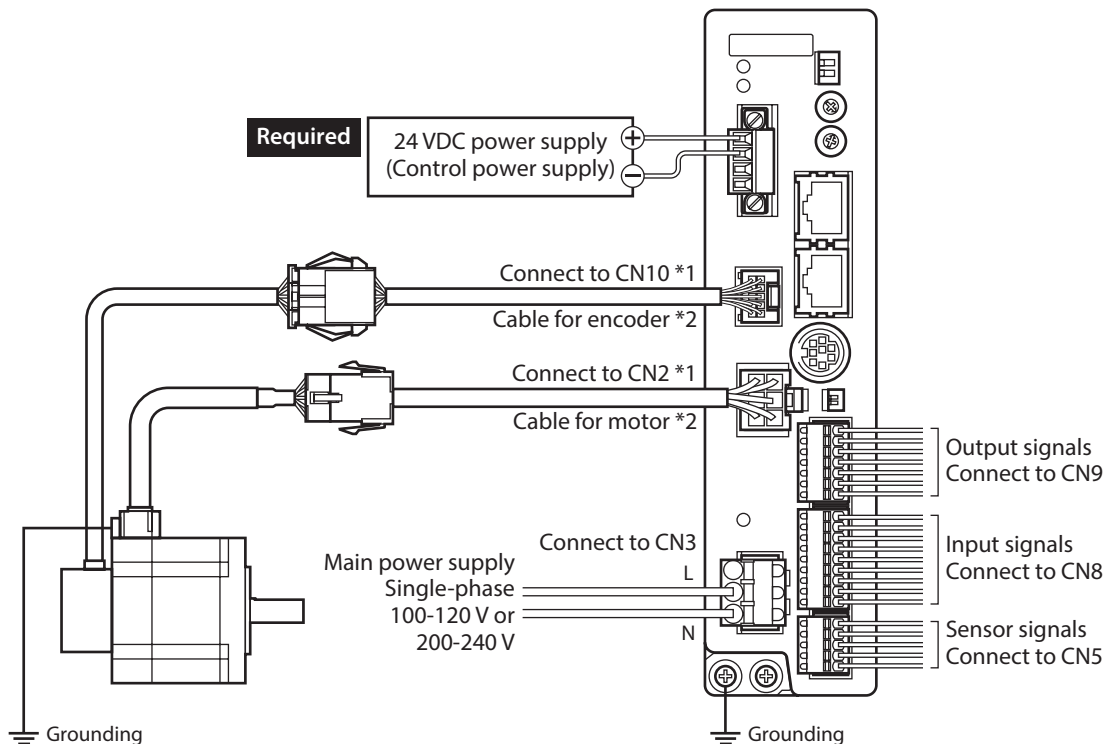 Required
24 VDC power supply
(Control power supply)
+
−
Connect to CN10 *1
Cable for encoder *2
Connect to CN2 *1
Cable for motor *2
Output signals
Connect to CN9
Input signals
Connect to CN8
Sensor signals
Connect to CN5
Connect to CN3
Main power supply
Single-phase
100-120 V or
200-240 V
L
N
Grounding
Grounding